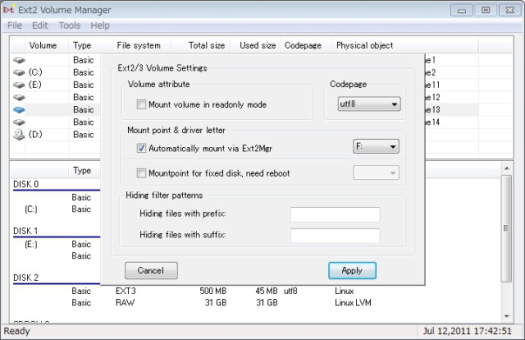 Ext2 Volume Manager
File Edit Tools Help
Volume Type File system Total size Used size Codepage Physical object
Basic
(C:) Basic
(E:) Basic
Basic
Basic
Basic
(D:) Basic
e1
e2
e11
e12
e13
e14
Ext2/3 Volume Settings
Volume attribute
Mount volume in readonly mode
Codepage
utf8
Mount point & driver letter
Automatically mount via Ext2Mgr
F:
Mountpoint for fixed disk, need reboot
Hiding filter patterns
Hiding files with prefix:
Hiding files with suffix:
Cancel
Apply
Type
DISK 0
Basic
(C:) Basic
DISK 1
(E:) Basic
Basic
DISK 2
Basic EXT3 500 MB 45 MB utf8 Linux
Basic RAW 31 GB 31 GB Linux LVM
Ready
Jul 12,2011 17:42:51